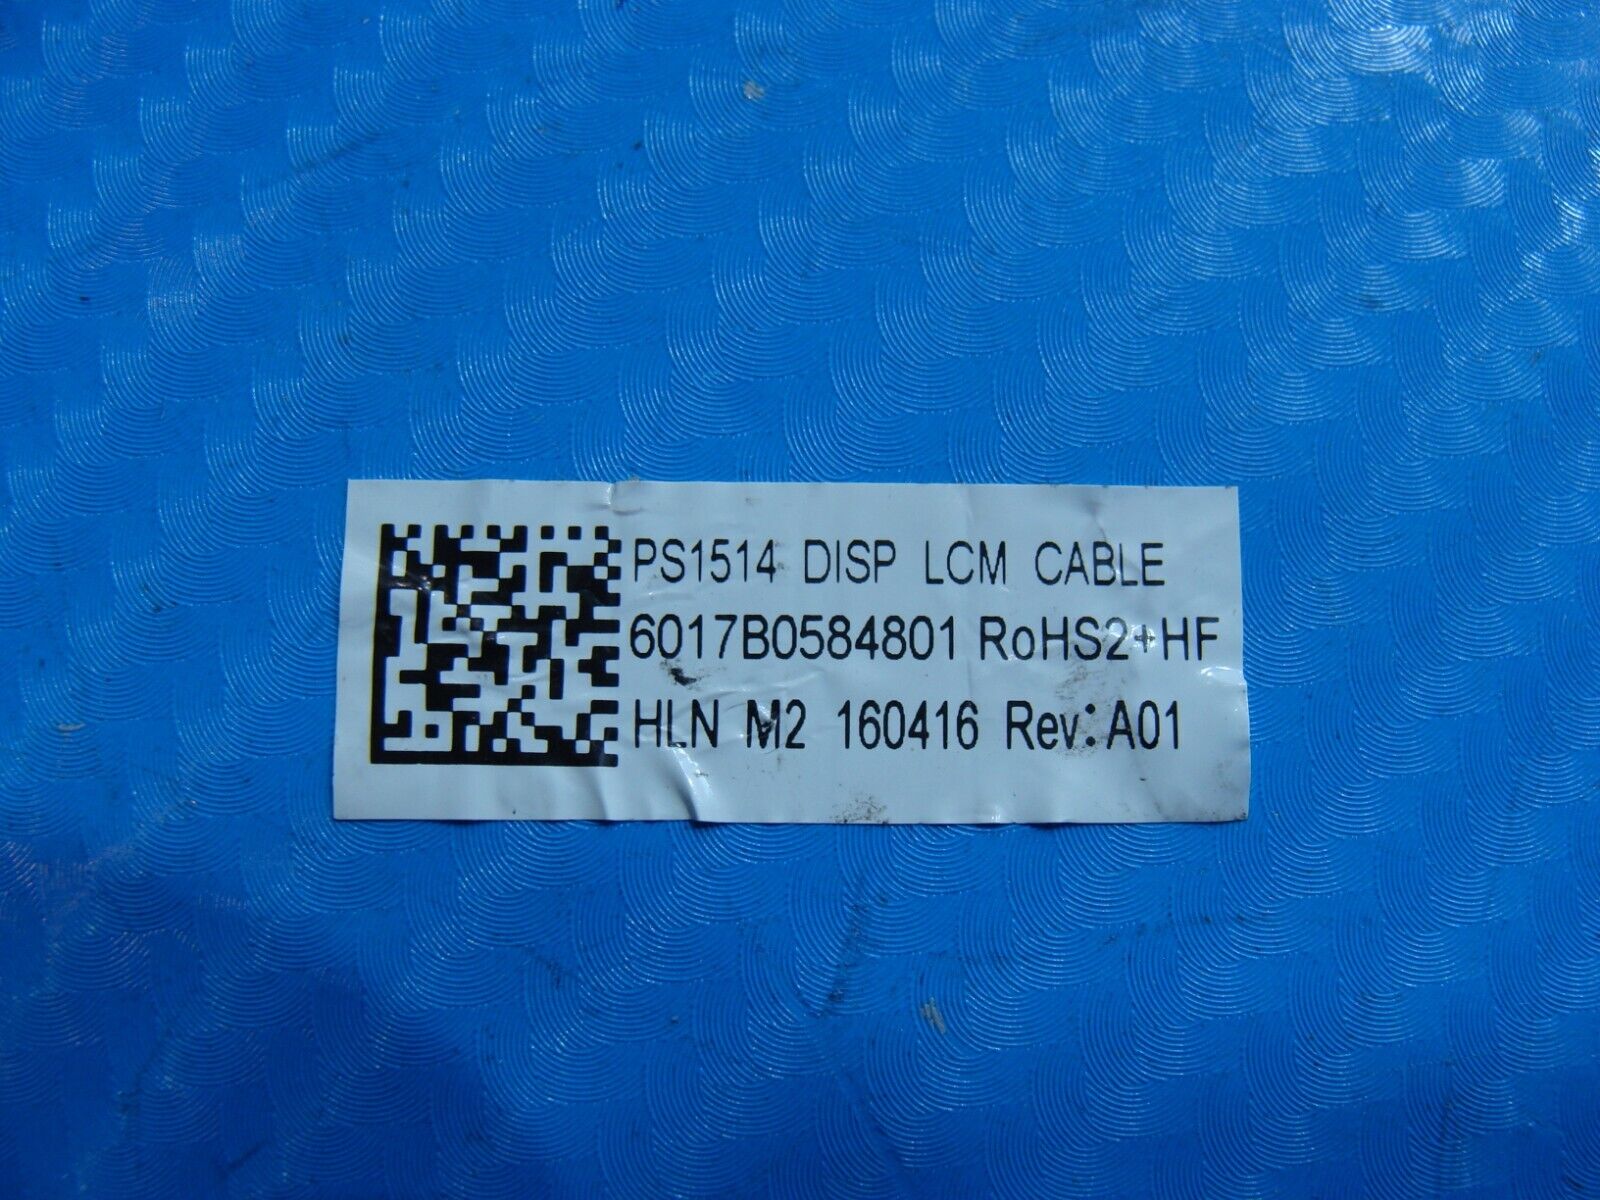 PS1514 DISP LCM CABLE
6017B0584801 RoHS2+HF
HLN M2 160416 Rev:A01